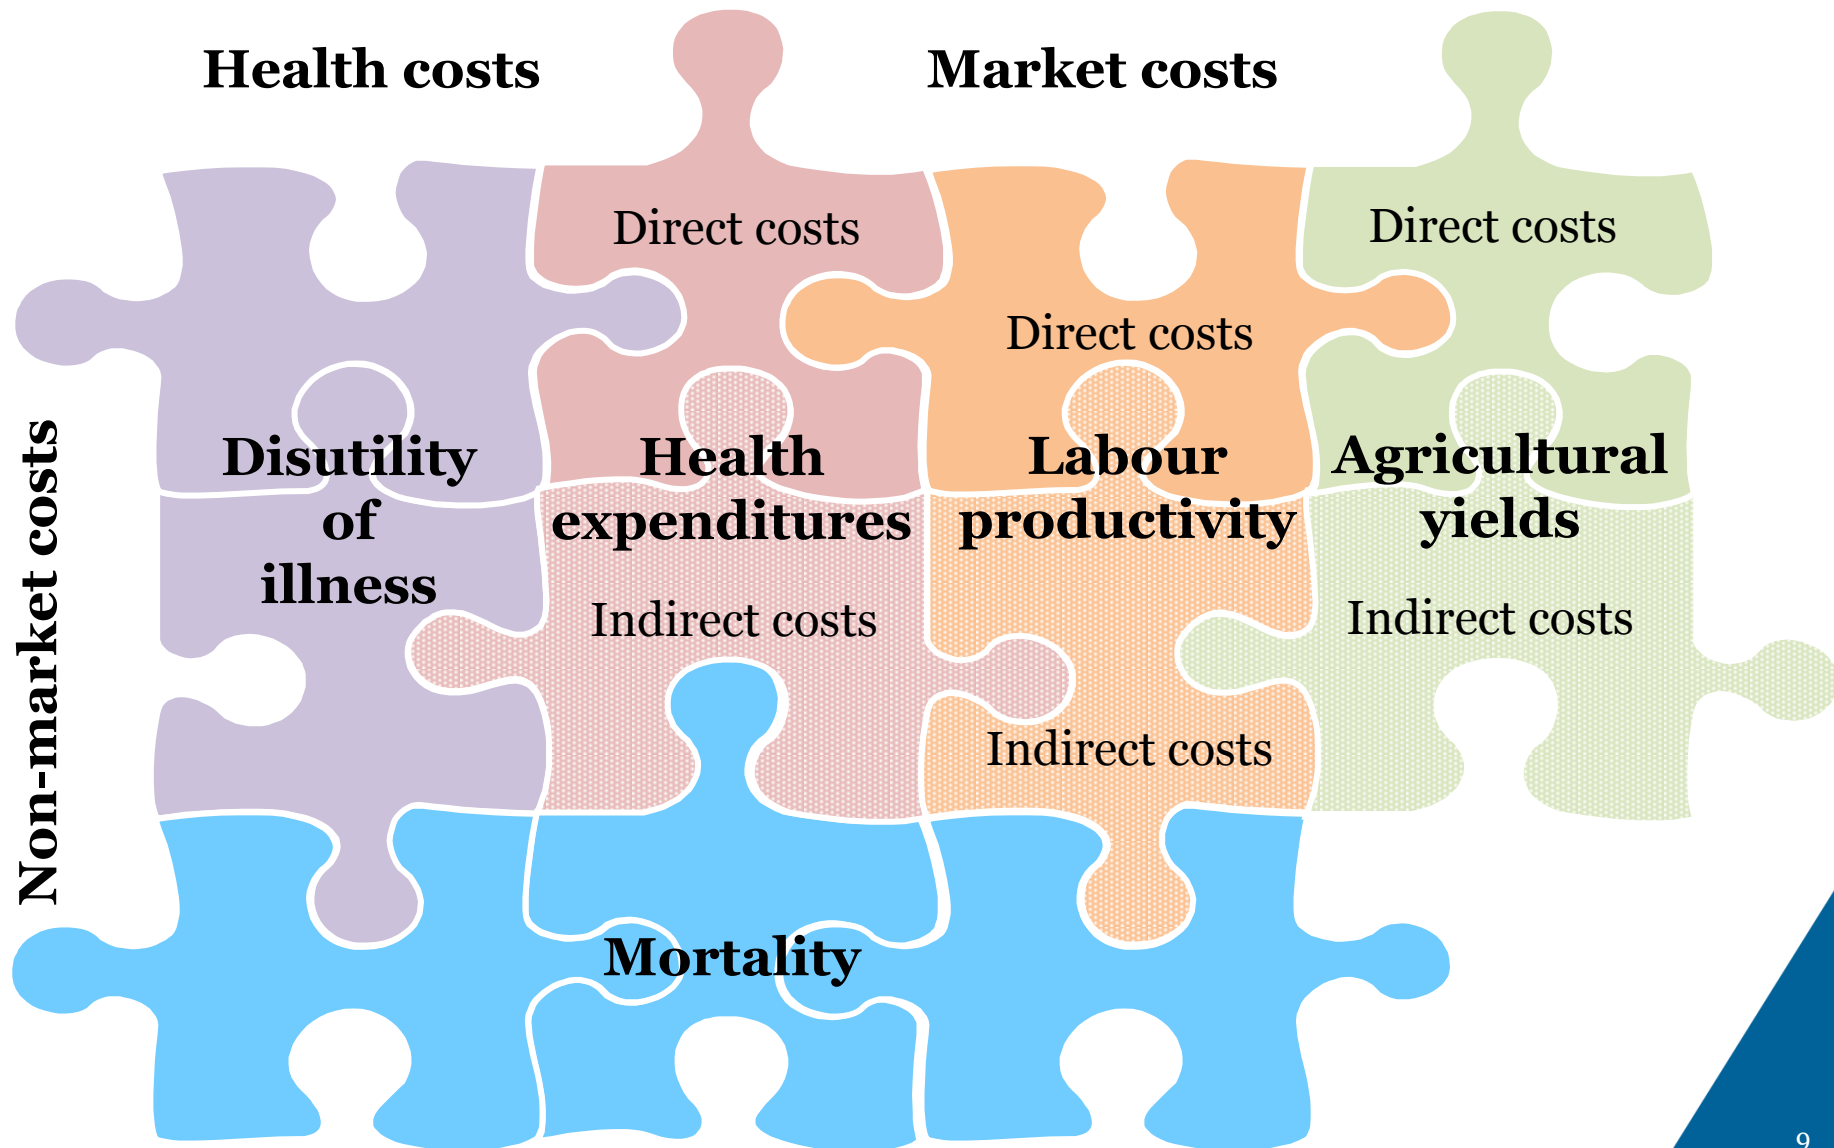 Health costs
Market costs
Non-market costs
Direct costs
Direct costs
Direct costs
Disutility
of
illness
Health
expenditures
Labour
productivity
Agricultural
yields
Indirect costs
Indirect costs
Indirect costs
Mortality
9